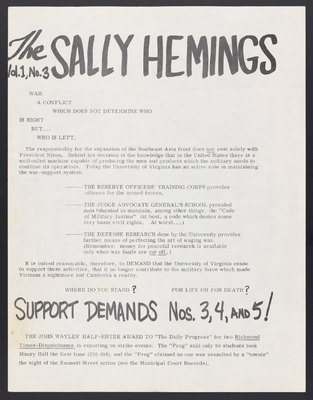 The SALLY HEMINGS
Vol.1, No.3
WAR:
A CONFLICT
WHICH DOES NOT DETERMINE WHO
IS RIGHT
BUT...
WHO IS LEFT.
The responsibility for the expansion of the Southeast Asia front does not rest solely with
President Nixon. Behind his decision is the knowledge that in the United States there is a
well-oiled machine capable of producing the men and products which the military needs to
continue its operations. Today the University of Virginia has an active role in maintaining
the war-support system:
------THE RESERVE OFFICERS' TRAINING CORPS provides
officers for the armed forces.
------THE JUDGE ADVOCATE GENERAL'S SCHOOL provided
men educated to maintain, among other things, the "Code
of Military Justice" (at best, a code which denies some
very basic civil rights. At worst...)
------THE DEFENSE RESEARCH done by the University provides
further means of perfecting the art of waging war.
(Remember, money for peaceful research is available
only when war funds are cut off.)
It is indeed reasonable, therefore, to DEMAND that the University of Virginia cease
to support those activities, that it no longer contribute to the military force which made
Vietnam a nightmare and Cambodia a reality.
WHERE DO YOU STAND? FOR LIFE OR FOR DEATH?
SUPPORT DEMANDS Nos. 3, 4, AND 5!
THE JOHN WAYLES' HALF-SISTER AWARD TO "The Daily Progress" for two Richmond
Times-Dispatchisms in reporting on strike events: The "Prog" said only 60 students took
Maury Hall the first time (250 did), and the "Prog" claimed no one was assaulted by a "townie"
the night of the Emmett Street action (see the Municipal Court Records).